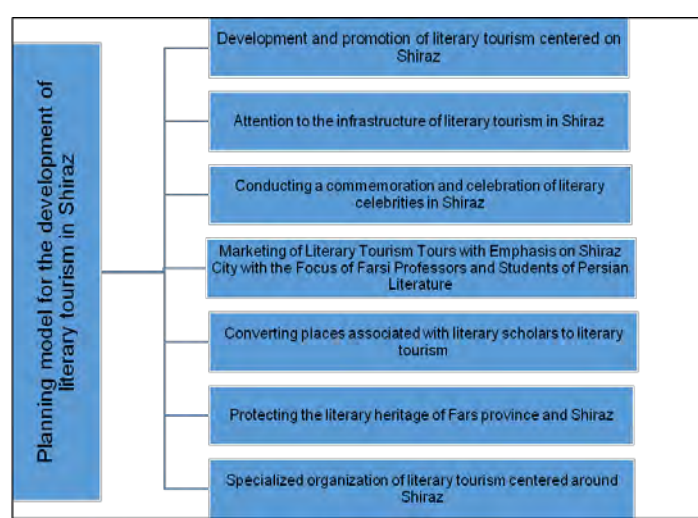 Planning model for the development of
literary tourism in Shiraz
Development and promotion of literary tourism centered on
Shiraz
Attention to the infrastructure of literary tourism in Shiraz
Conducting a commemoration and celebration of literary
celebrities in Shiraz
Marketing of Literary Tourism Tours with Emphasis on Shiraz
City with the Focus of Farsi Professors and Students of Persian
Literature
Converting places associated with literary scholars to literary
tourism
Protecting the literary heritage of Fars province and Shiraz
Specialized organization of literary tourism centered around
Shiraz